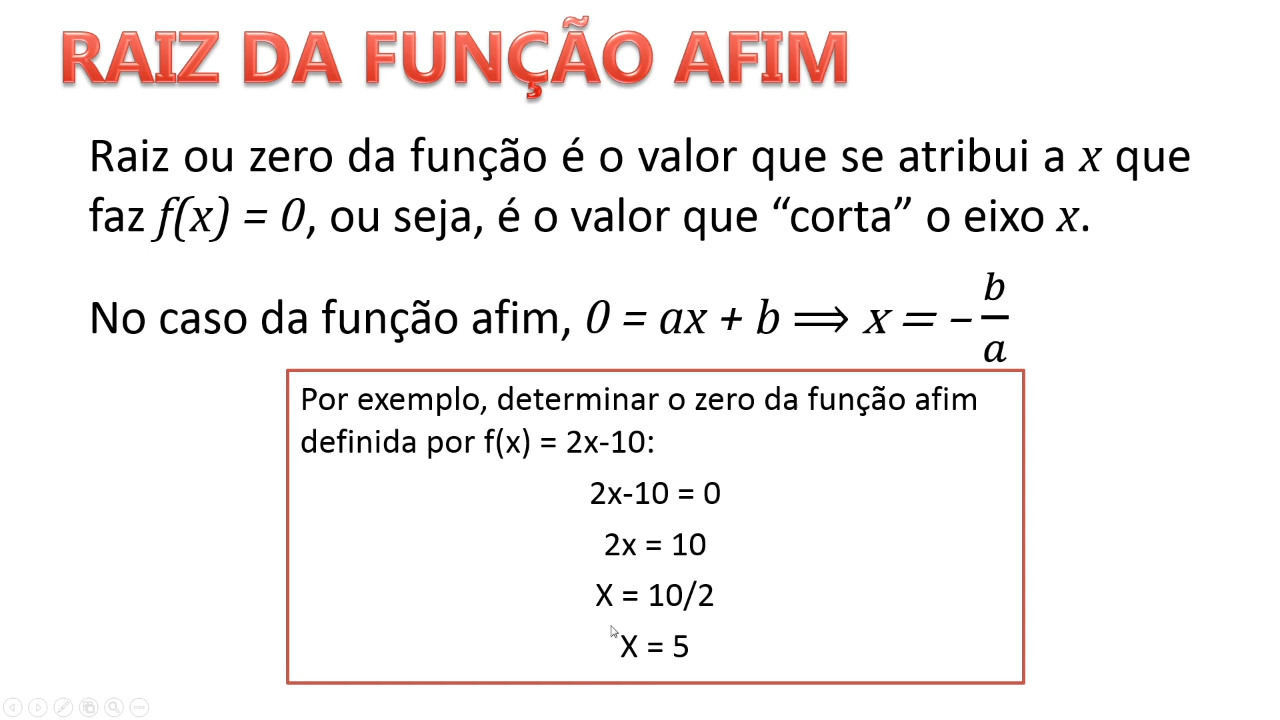 RAIZ DA FUNÇÃO AFIM
Raiz ou zero da função é o valor que se atribui a x que
faz f(x) = 0, ou seja, é o valor que “corta” o eixo x.
No caso da função afim, 0 = ax + b ⟹ x = – b/a
Por exemplo, determinar o zero da função afim
definida por f(x) = 2x-10:
2x-10 = 0
2x = 10
X = 10/2
X = 5